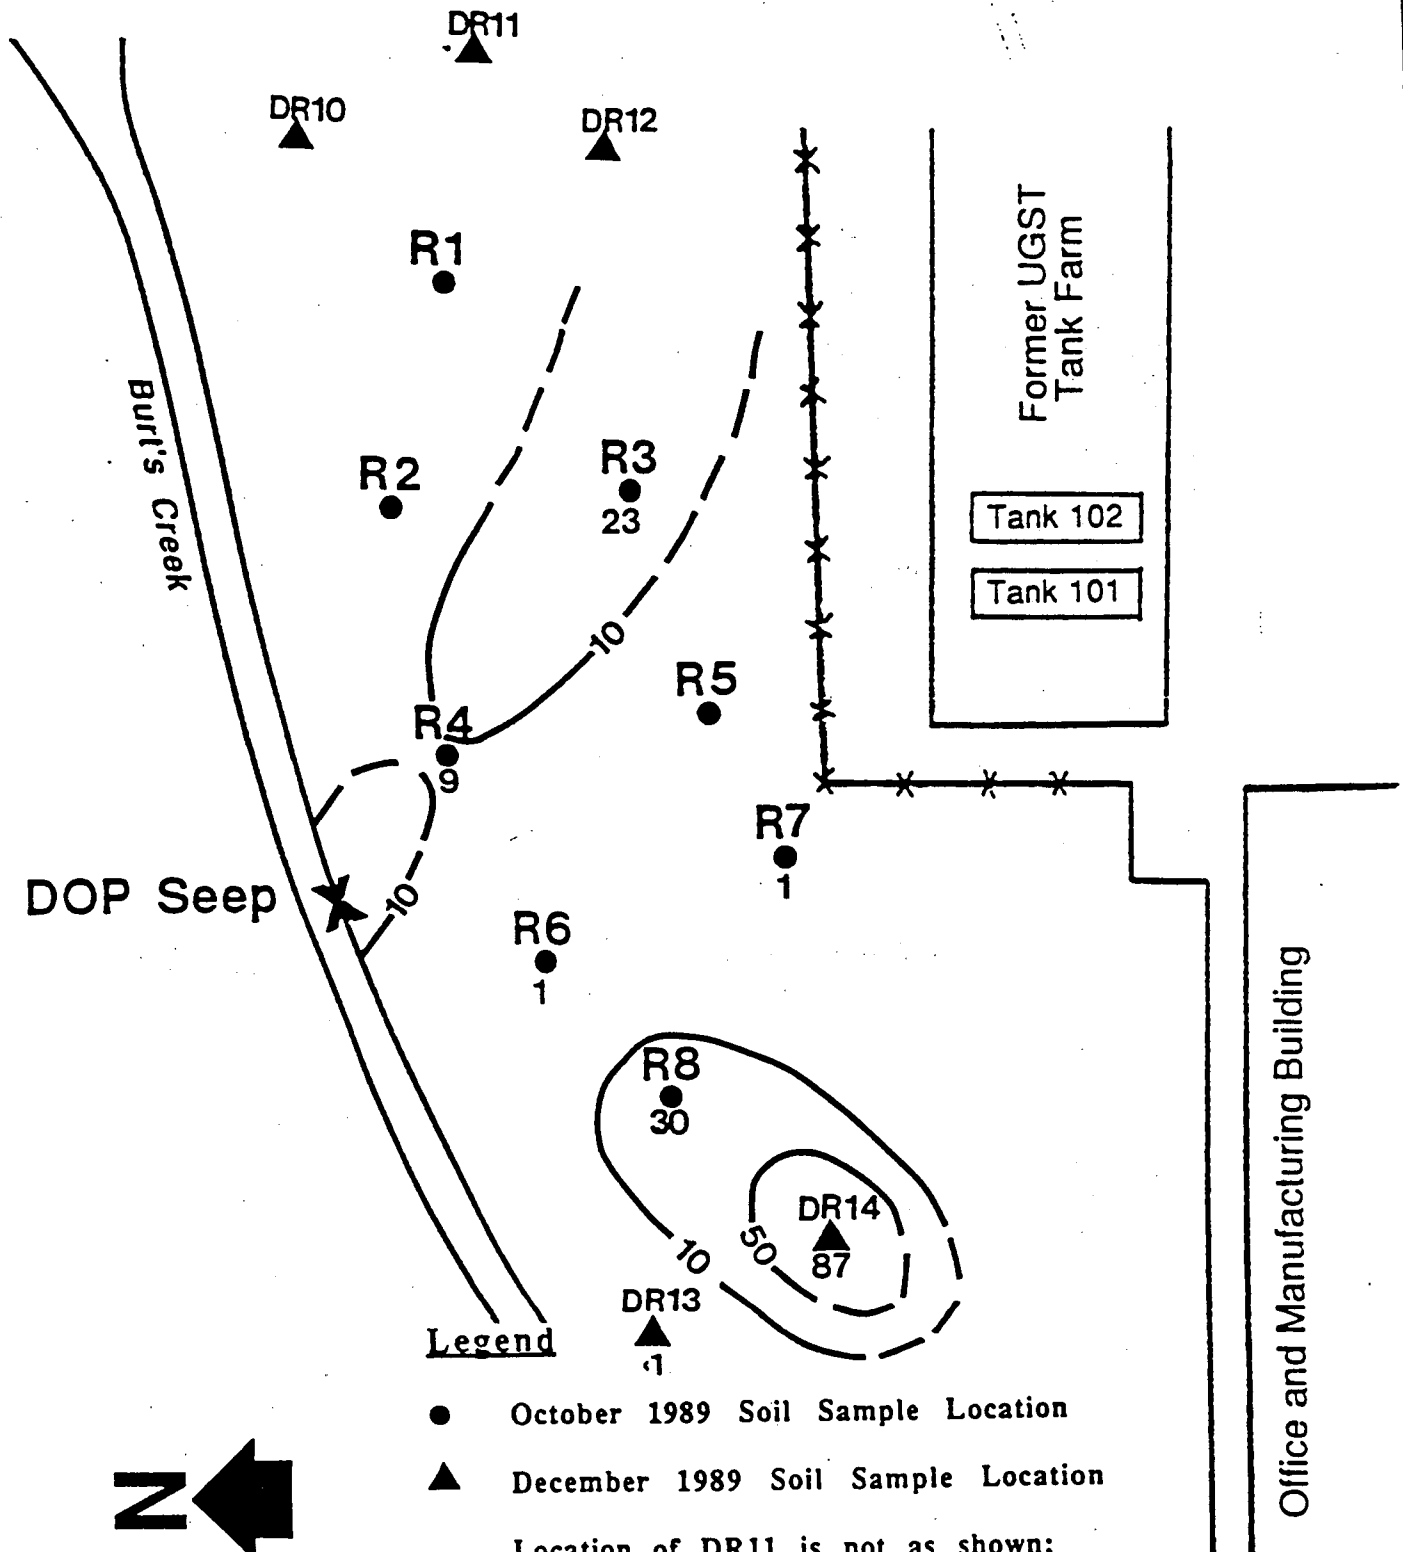 DR11
DR10
DR12
R1
Former UGST
Tank Farm
Burl's Creek
R2
R3
23
Tank 102
Tank 101
10
R5
R4
9
R7
1
DOP Seep
10
R6
1
R8
30
DR14
87
50
10
DR13
<1
Office and Manufacturing Building
Legend
October 1989 Soil Sample Location
December 1989 Soil Sample Location
Location of DR11 is not as shown;
N